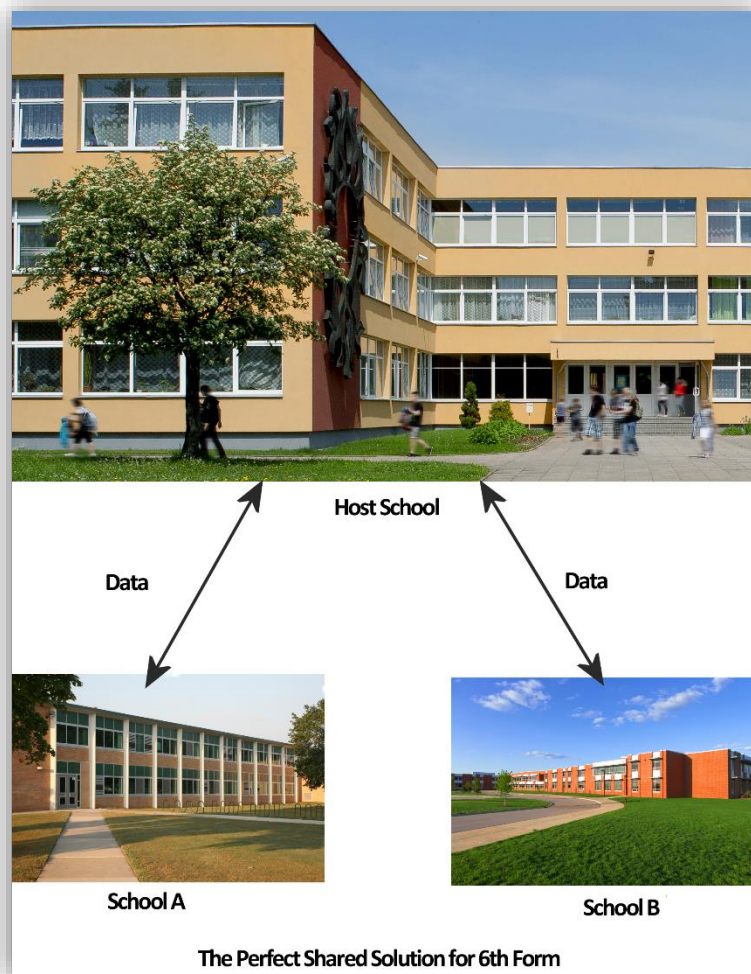 Host School
Data
Data
School A
School B
The Perfect Shared Solution for 6th Form